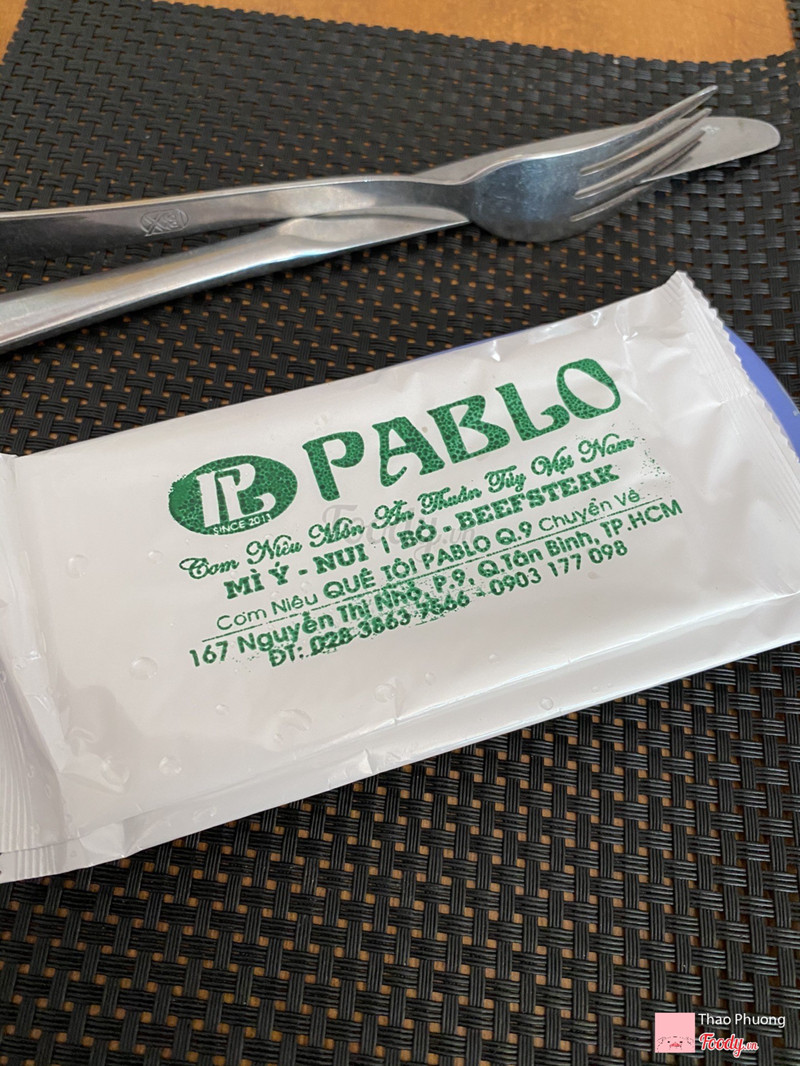 PABLO
PL
SINCE 2013
Cơm Niêu Món Ăn Thuần Túy Việt Nam
MÌ Ý - NUI | BÒ - BEEFSTEAK
Cơm Niêu QUÊ TÔI PABLO Q.9 Chuyển Về
167 Nguyễn Thị Nhỏ, P.9, Q.Tân Bình, TP.HCM
ĐT: 028 3863 7666 - 0903 177 098
Foody.vn
Thao Phuong
Foody.vn